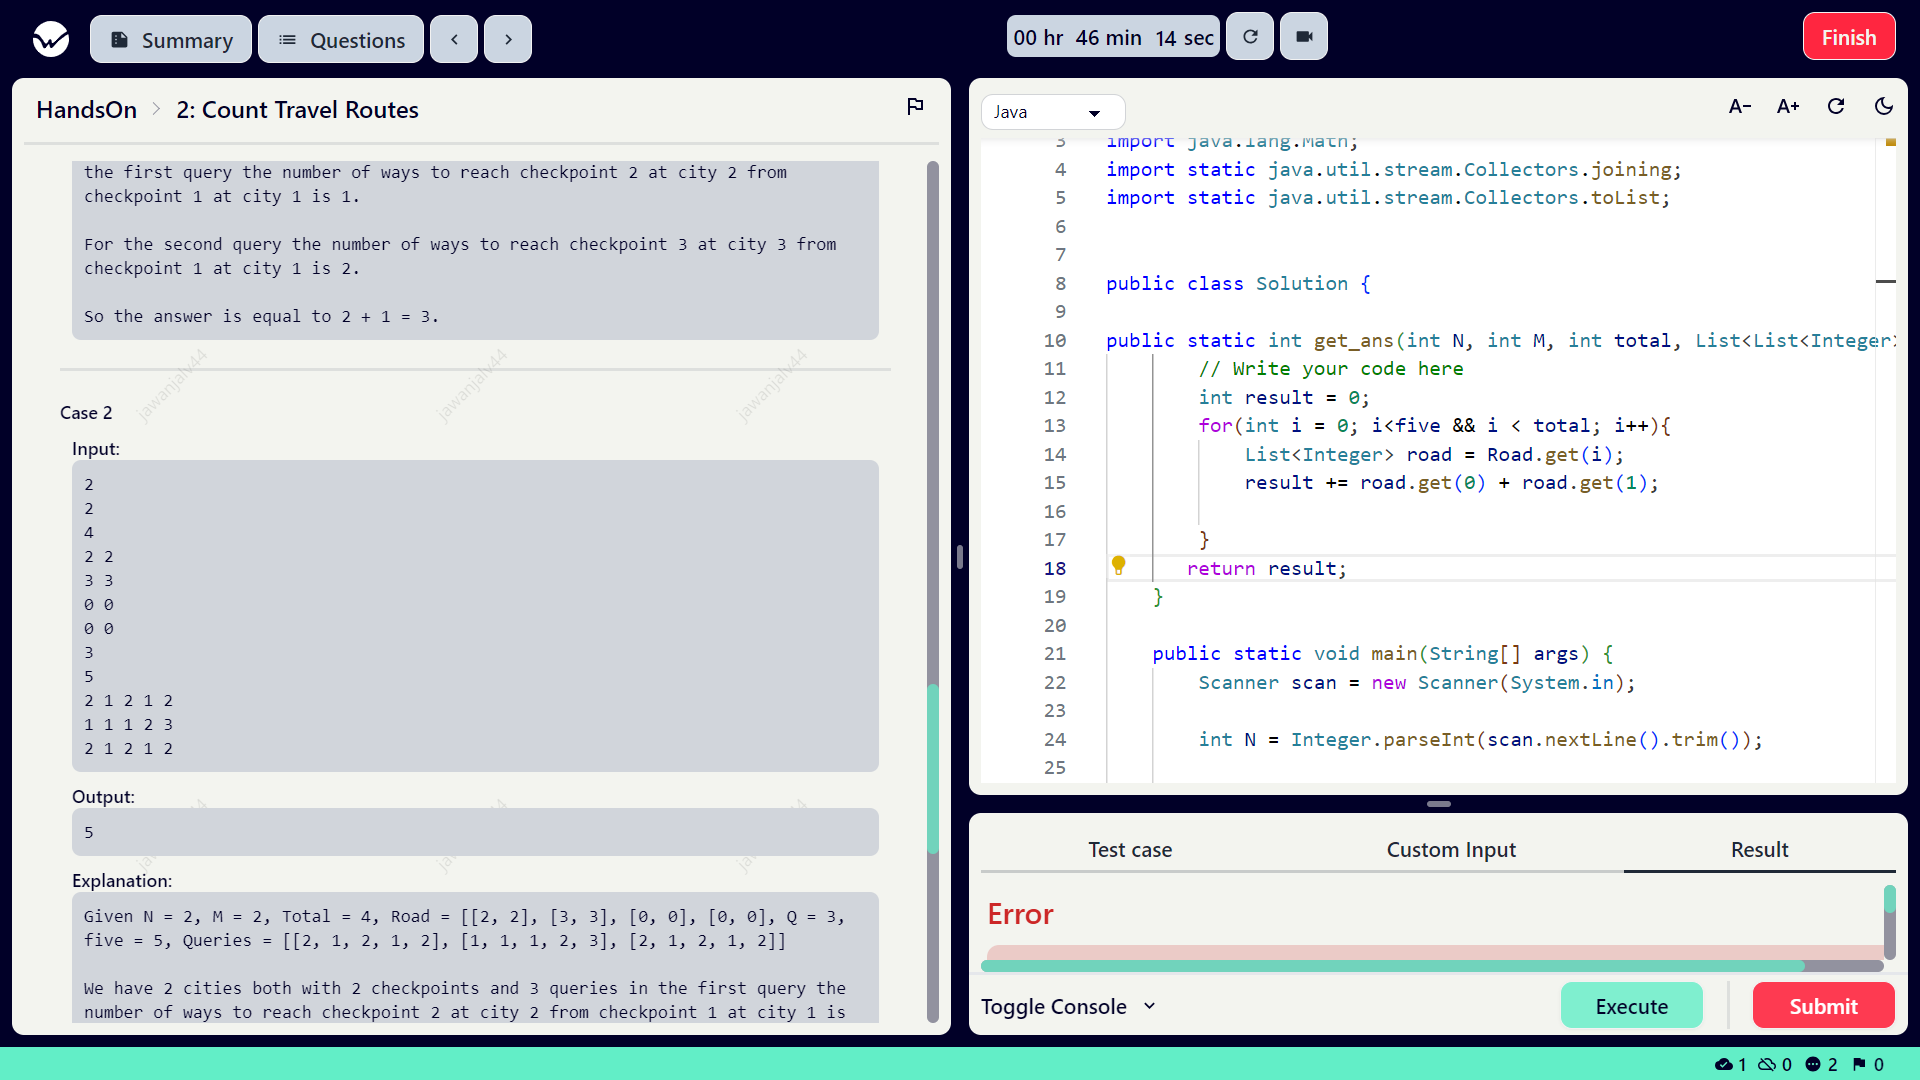 Summary
Questions
00 hr 46 min 14 sec
Finish
HandsOn > 2: Count Travel Routes
the first query the number of ways to reach checkpoint 2 at city 2 from
checkpoint 1 at city 1 is 1.
For the second query the number of ways to reach checkpoint 3 at city 3 from
checkpoint 1 at city 1 is 2.
So the answer is equal to 2 + 1 = 3.
jawanjalv44
jawanjalv44
jawanjalv44
Case 2
Input:
2
2
4
2 2
3 3
0 0
0 0
3
5
2 1 2 1 2
1 1 1 2 3
2 1 2 1 2
Output:
5
Explanation:
Given N = 2, M = 2, Total = 4, Road = [[2, 2], [3, 3], [0, 0], [0, 0], Q = 3,
five = 5, Queries = [[2, 1, 2, 1, 2], [1, 1, 1, 2, 3], [2, 1, 2, 1, 2]]
We have 2 cities both with 2 checkpoints and 3 queries in the first query the
number of ways to reach checkpoint 2 at city 2 from checkpoint 1 at city 1 is
Java
A- A+
3 import java.lang.Math;
4 import static java.util.stream.Collectors.joining;
5 import static java.util.stream.Collectors.toList;
6
7
8 public class Solution {
9
10 public static int get_ans(int N, int M, int total, List<List<Integer>
11 // Write your code here
12 int result = 0;
13 for(int i = 0; i<five && i < total; i++){
14 List<Integer> road = Road.get(i);
15 result += road.get(0) + road.get(1);
16
17 }
18 return result;
19 }
20
21 public static void main(String[] args) {
22 Scanner scan = new Scanner(System.in);
23
24 int N = Integer.parseInt(scan.nextLine().trim());
25
Test case
Custom Input
Result
Error
Toggle Console
Execute
Submit
1 0 2 0